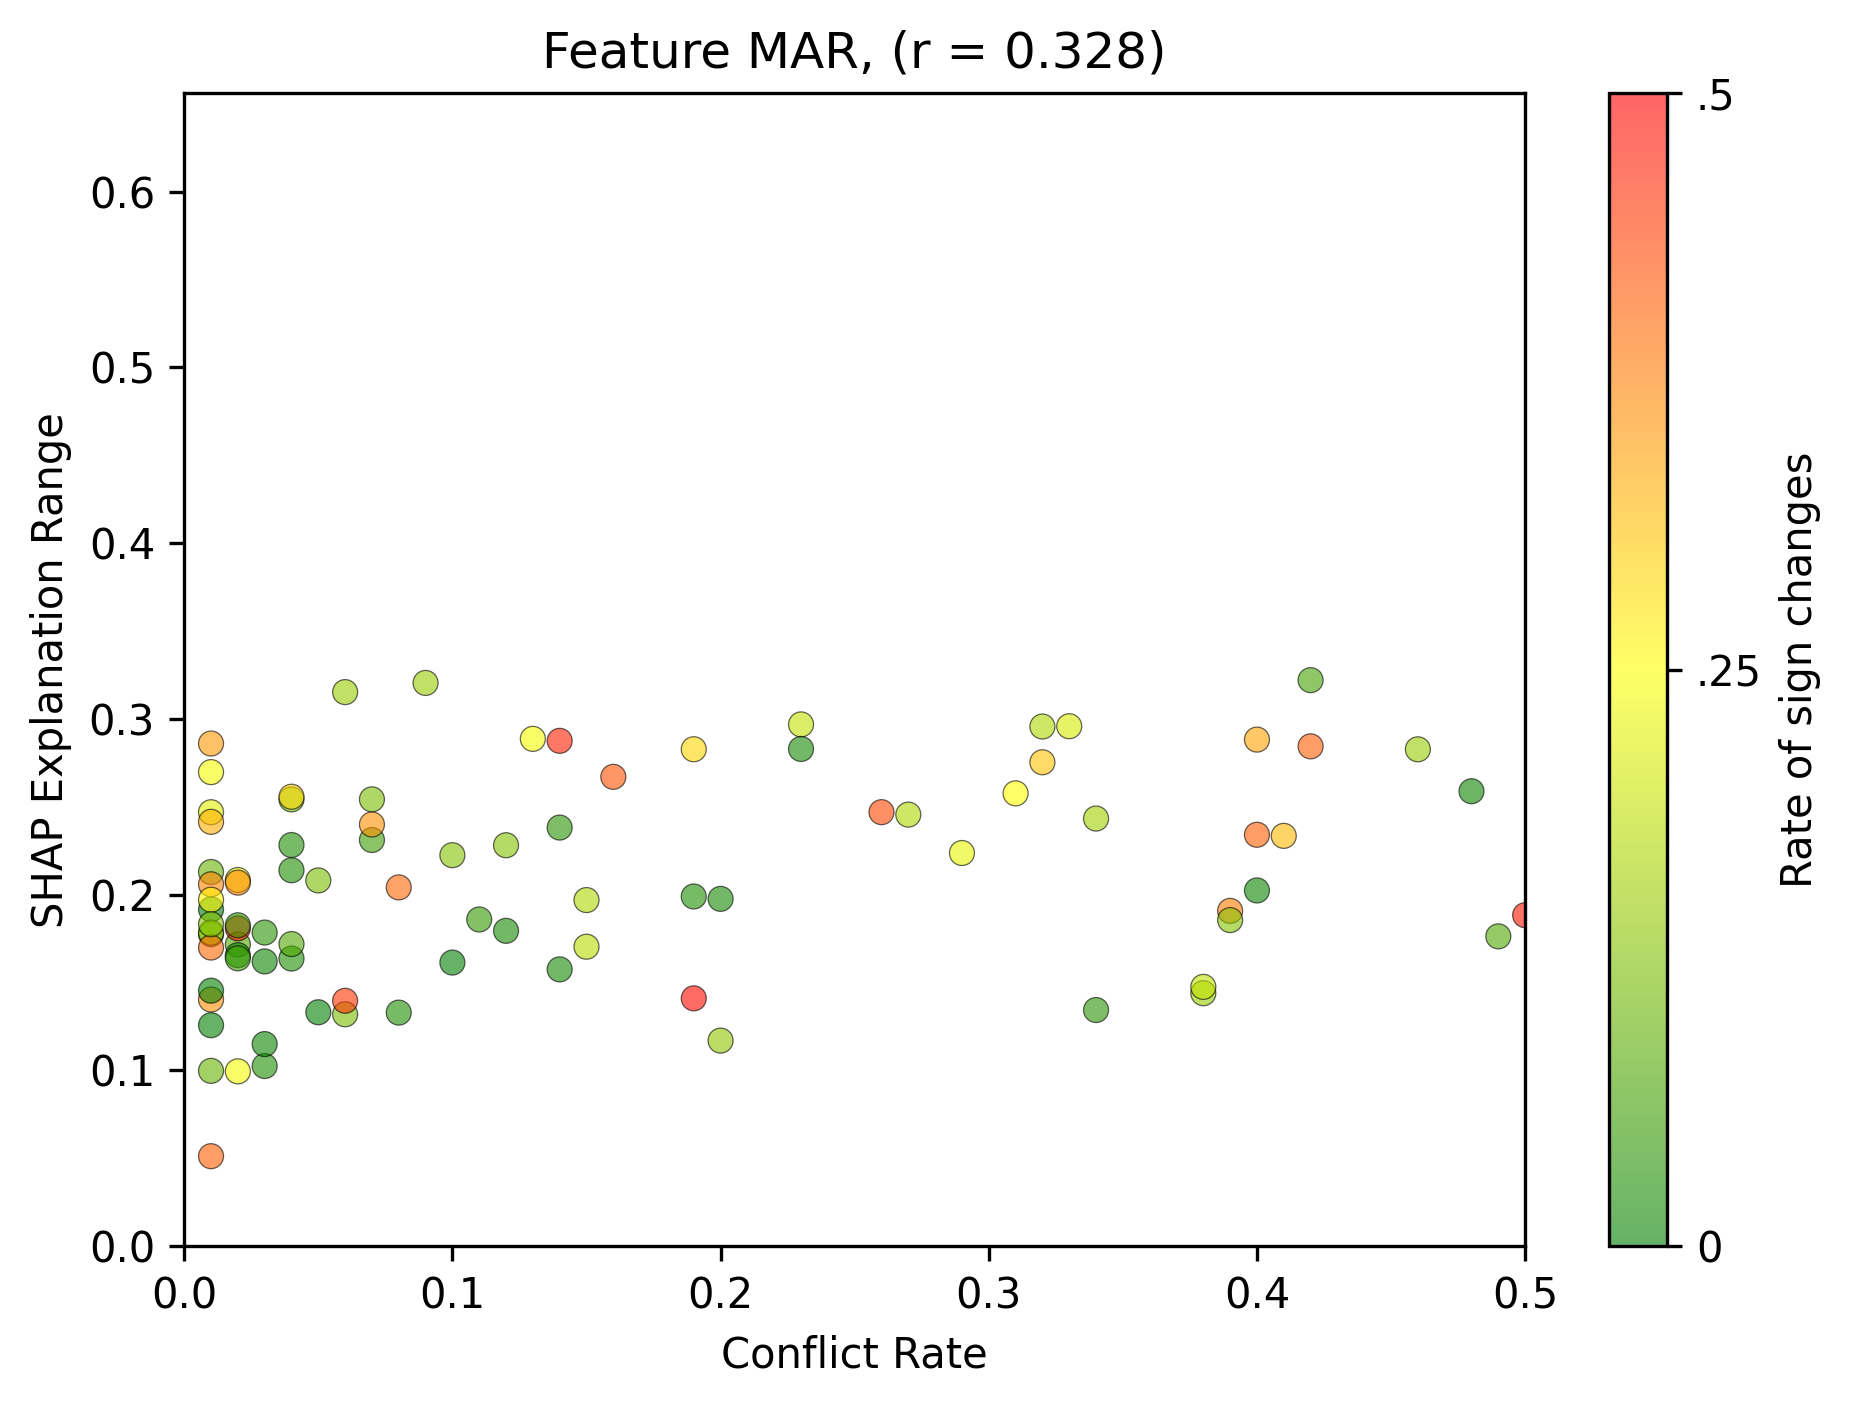 Feature MAR, (r = 0.328)
SHAP Explanation Range
0.6
0.5
0.4
0.3
0.2
0.1
0.0
0.0 0.1 0.2 0.3 0.4 0.5
Conflict Rate
.5
.25
0
Rate of sign changes